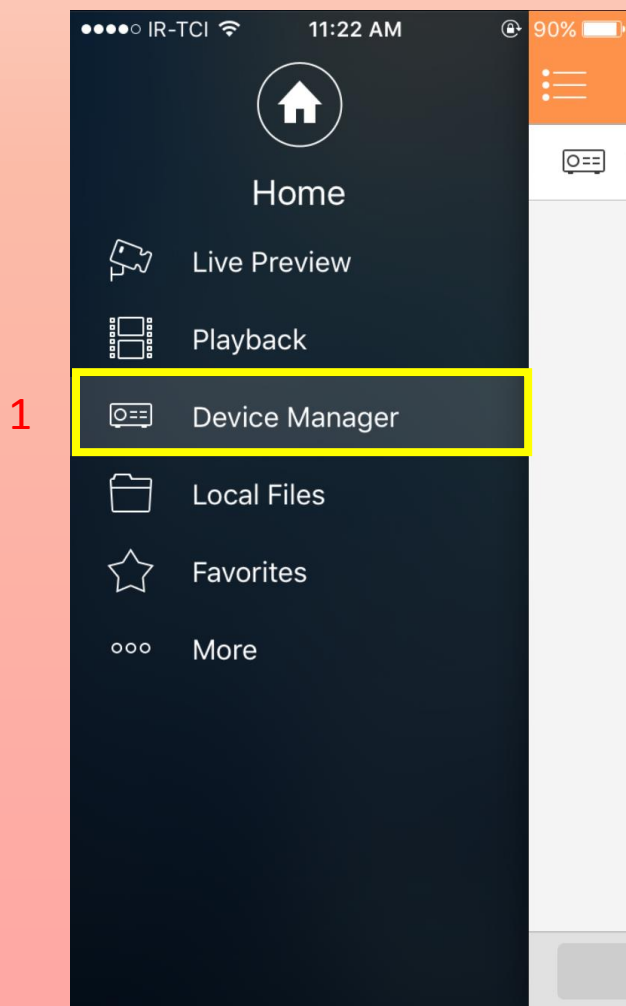 IR-TCI 11:22 AM 90%
Home
Live Preview
Playback
1 Device Manager
Local Files
Favorites
More